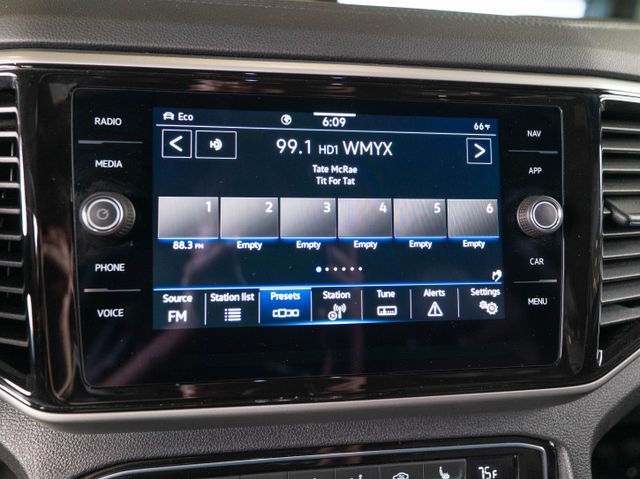 RADIO
MEDIA
PHONE
VOICE
Eco 6:09 66°F
99.1 HD1 WMYX
Tate McRae
Tit For Tat
1 2 3 4 5 6
88.3 FM Empty Empty Empty Empty Empty
Source Station list Presets Station Tune Alerts Settings
FM
NAV
APP
CAR
MENU
75F